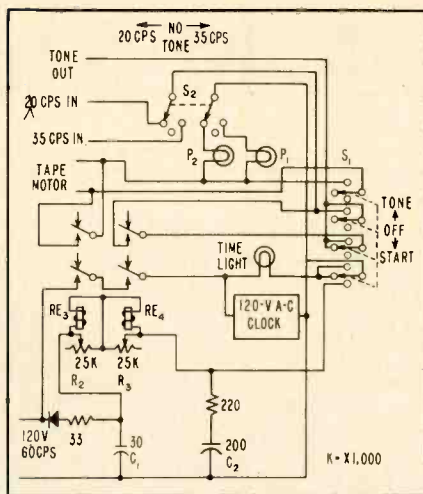 ← NO →
20 CPS TONE 35 CPS
TONE OUT
S2
20 CPS IN
35 CPS IN
P2 P1
TAPE MOTOR
S1
TONE
OFF
START
TIME LIGHT
120-V A-C CLOCK
RE3 RE4
25K 25K
R2 R3
220
120V 60CPS
33
30
C1
200
C2
K = X1,000